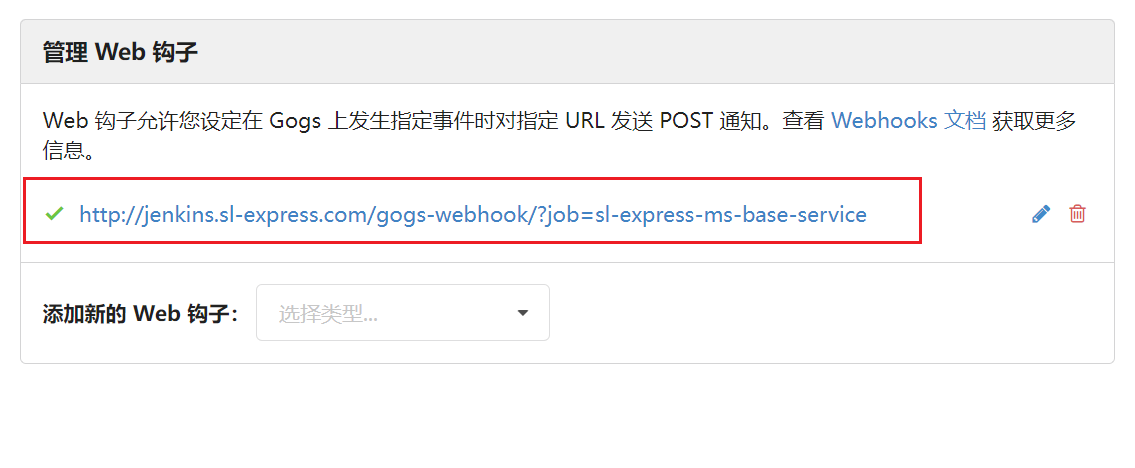 管理 Web 钩子
Web 钩子允许您设定在 Gogs 上发生指定事件时对指定 URL 发送 POST 通知。查看 Webhooks 文档 获取更多
信息。
http://jenkins.sl-express.com/gogs-webhook/?job=sl-express-ms-base-service
添加新的 Web 钩子： 选择类型...